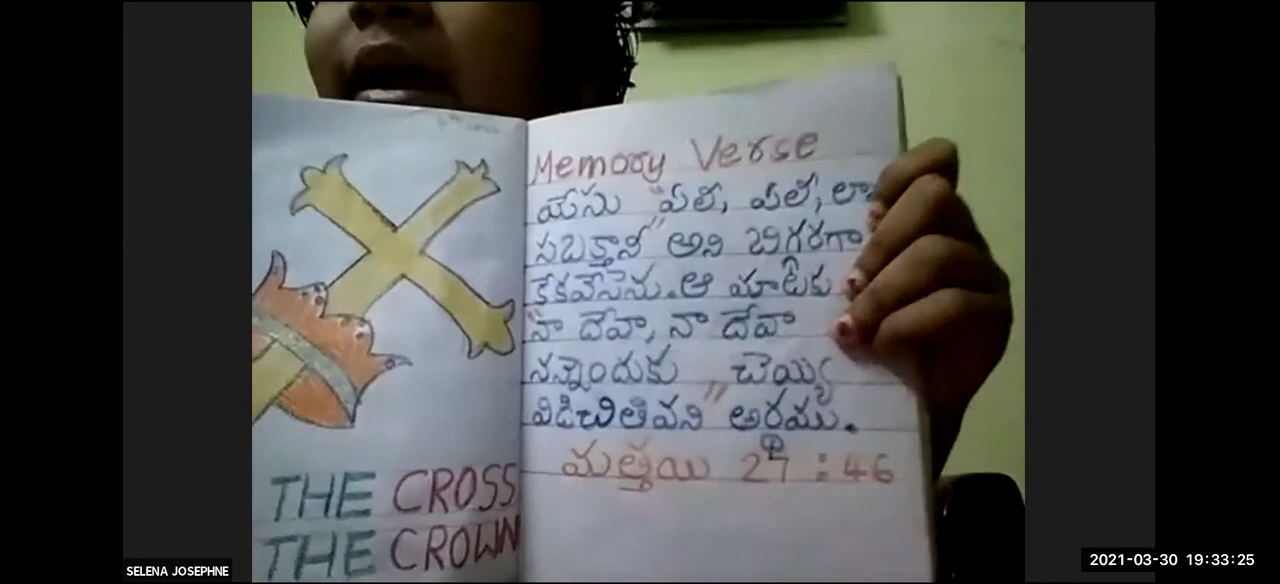 THE CROSS
THE CROWN
Memory Verse
యేసు "ఏలీ, ఏలీ, లా
సబక్తానీ" అని బిగ్గరగా
కేకవేసెను. ఆ మాటకు
"నా దేవా, నా దేవా
నన్నెందుకు చెయ్యి
విడిచితివని" అర్థము.
మత్తయి 27 : 46
SELENA JOSEPHNE
2021-03-30 19:33:25